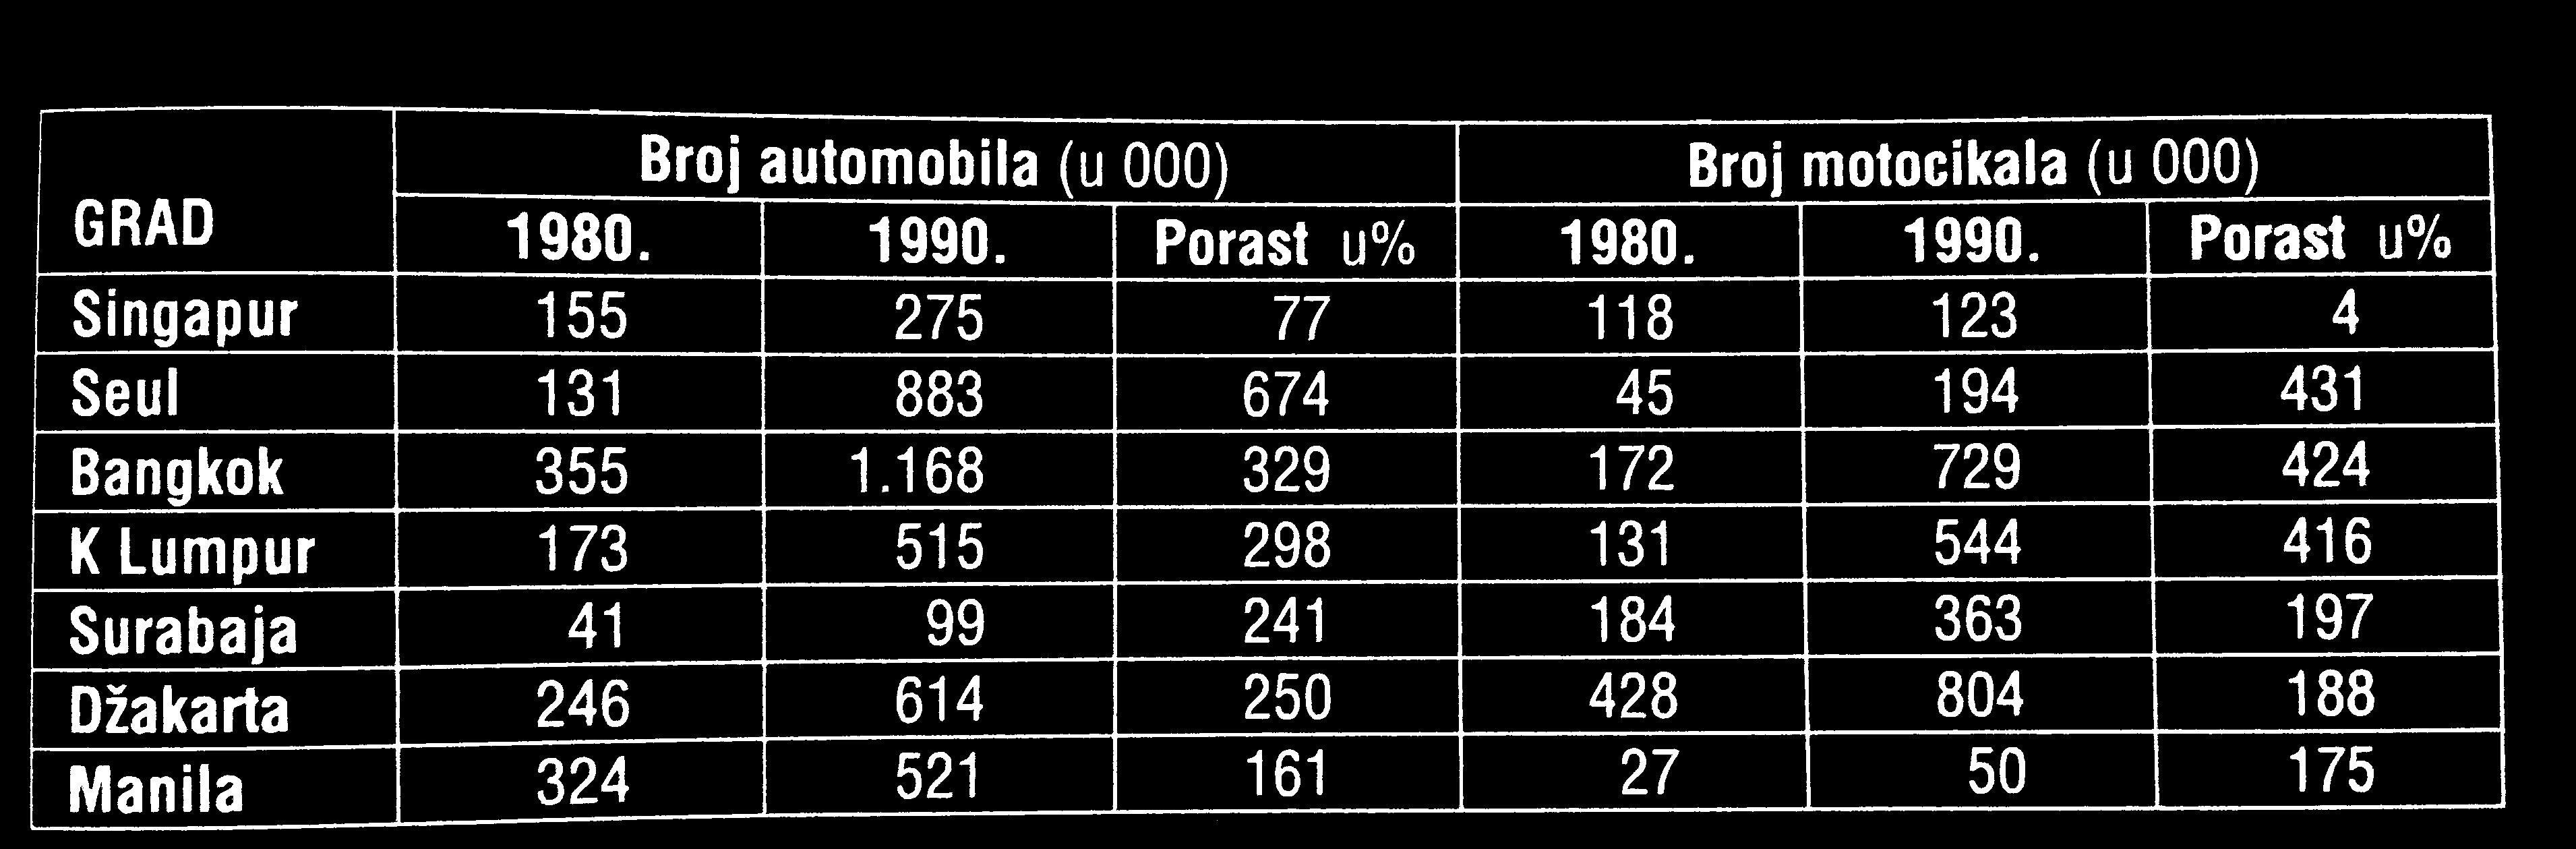 GRAD Broj automobila (u 000) Broj motocikala (u 000)
1980. 1990. Porast u% 1980. 1990. Porast u%
Singapur 155 275 77 118 123 4
Seul 131 883 674 45 194 431
Bangkok 355 1.168 329 172 729 424
K Lumpur 173 515 298 131 544 416
Surabaja 41 99 241 184 363 197
Džakarta 246 614 250 428 804 188
Manila 324 521 161 27 50 175